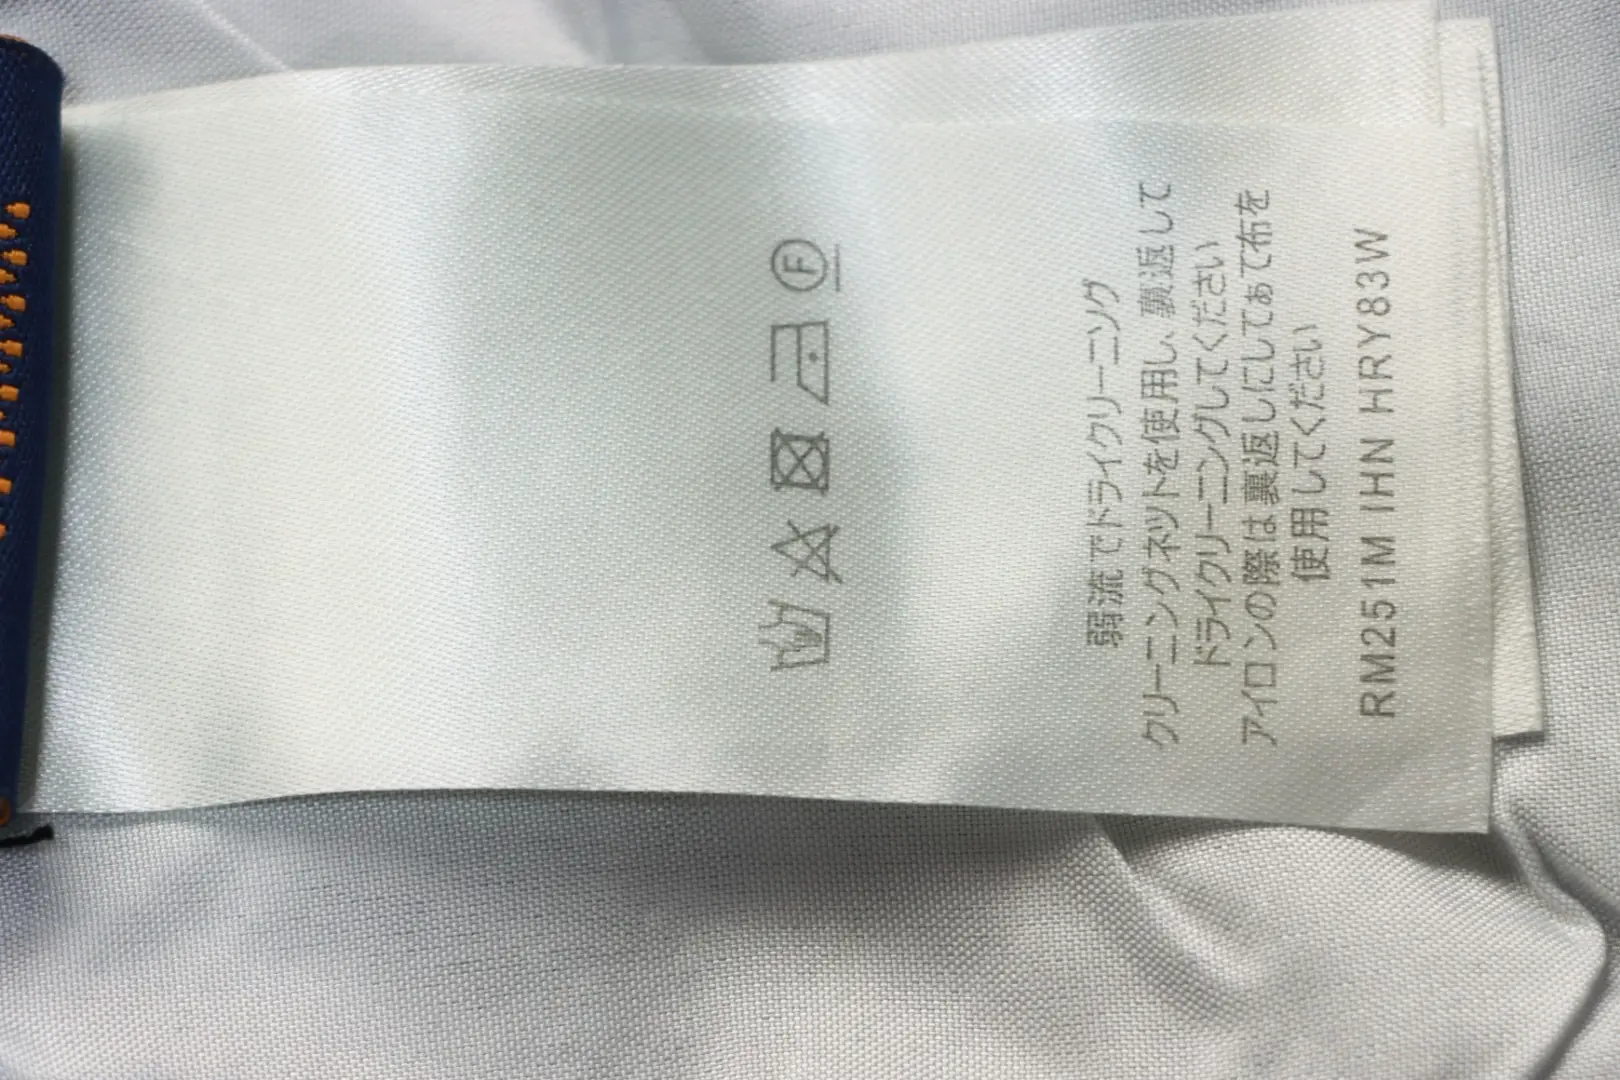 弱流でドライクリーニング
クリーニングネットを使用し、裏返して
ドライクリーニングしてください
アイロンの際は裏返しにしてあて布を
使用してください
RM251M IHN HRY83W
F